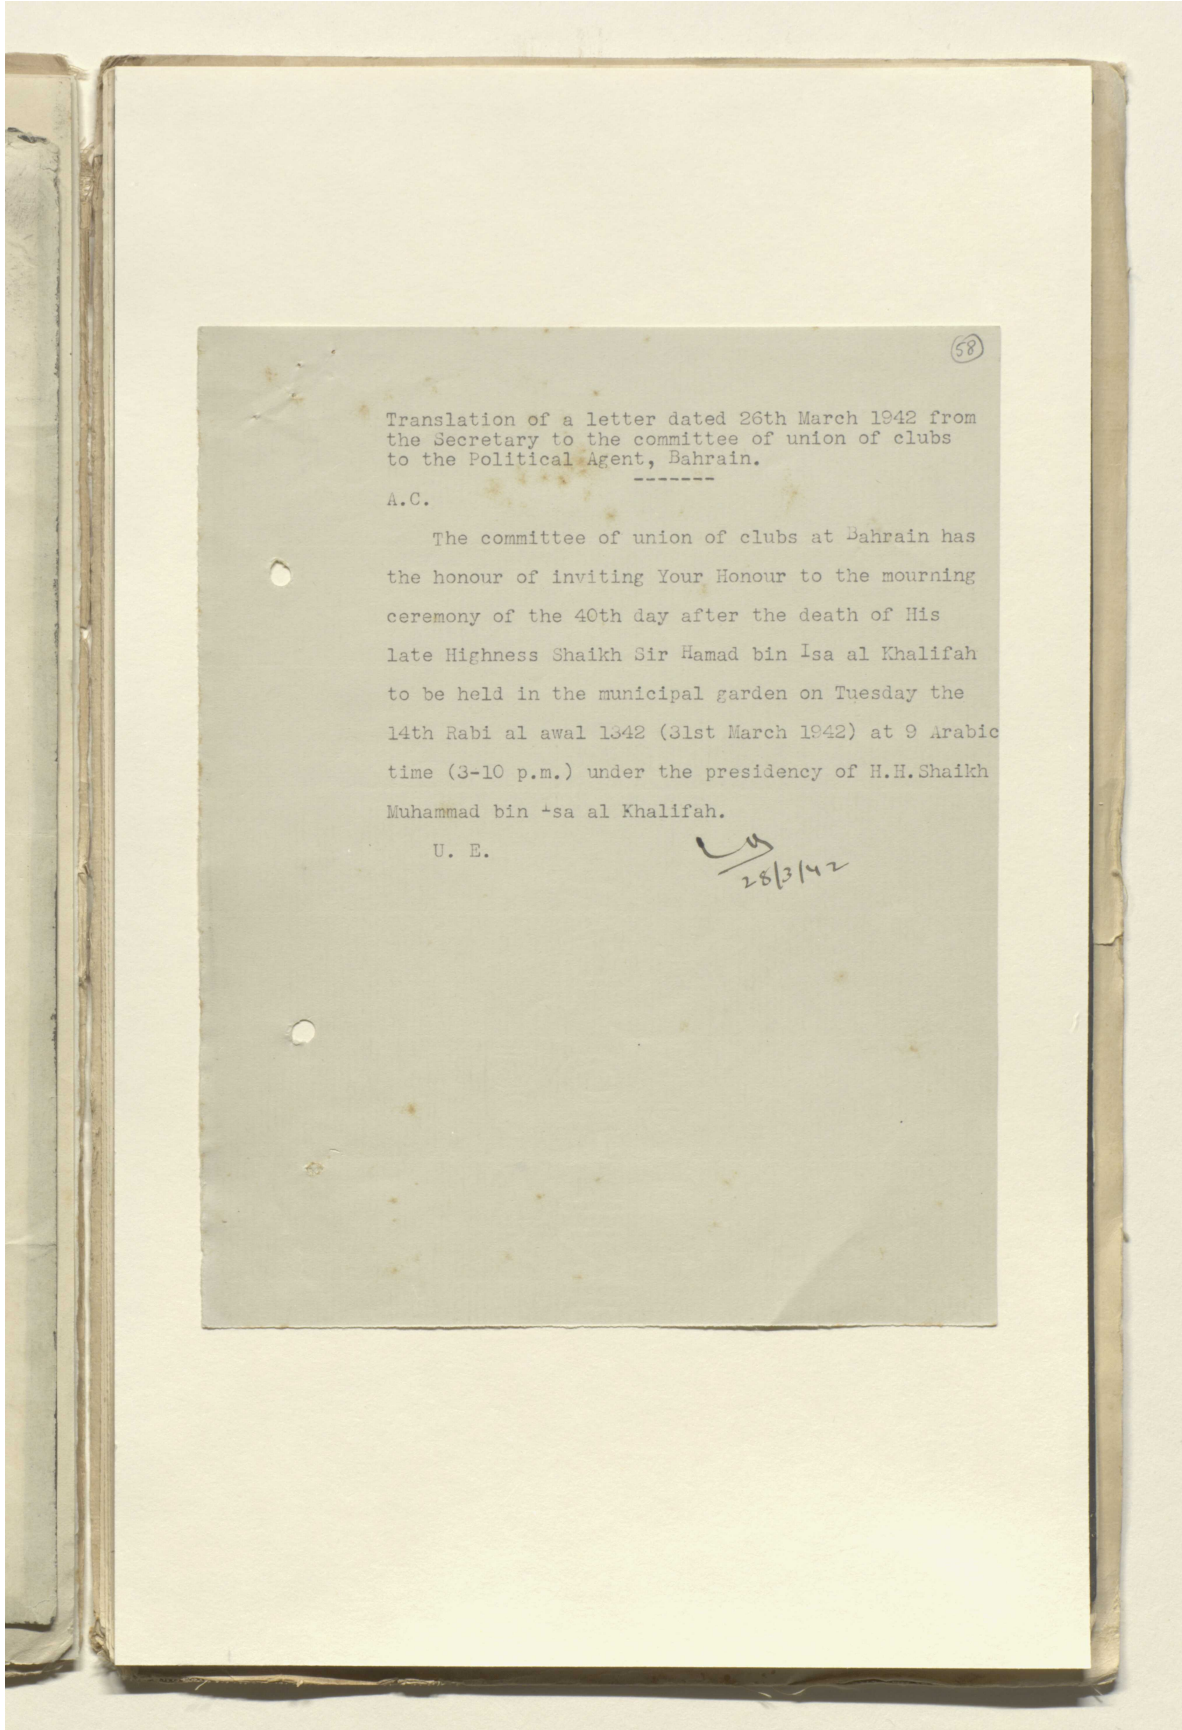 58
Translation of a letter dated 26th March 1942 from
the Secretary to the committee of union of clubs
to the Political Agent, Bahrain.
-------
A.C.
The committee of union of clubs at Bahrain has
the honour of inviting Your Honour to the mourning
ceremony of the 40th day after the death of His
late Highness Shaikh Sir Hamad bin Isa al Khalifah
to be held in the municipal garden on Tuesday the
14th Rabi al awal 1342 (31st March 1942) at 9 Arabic
time (3-10 p.m.) under the presidency of H.H.Shaikh
Muhammad bin Isa al Khalifah.
U. E.
28/3/42